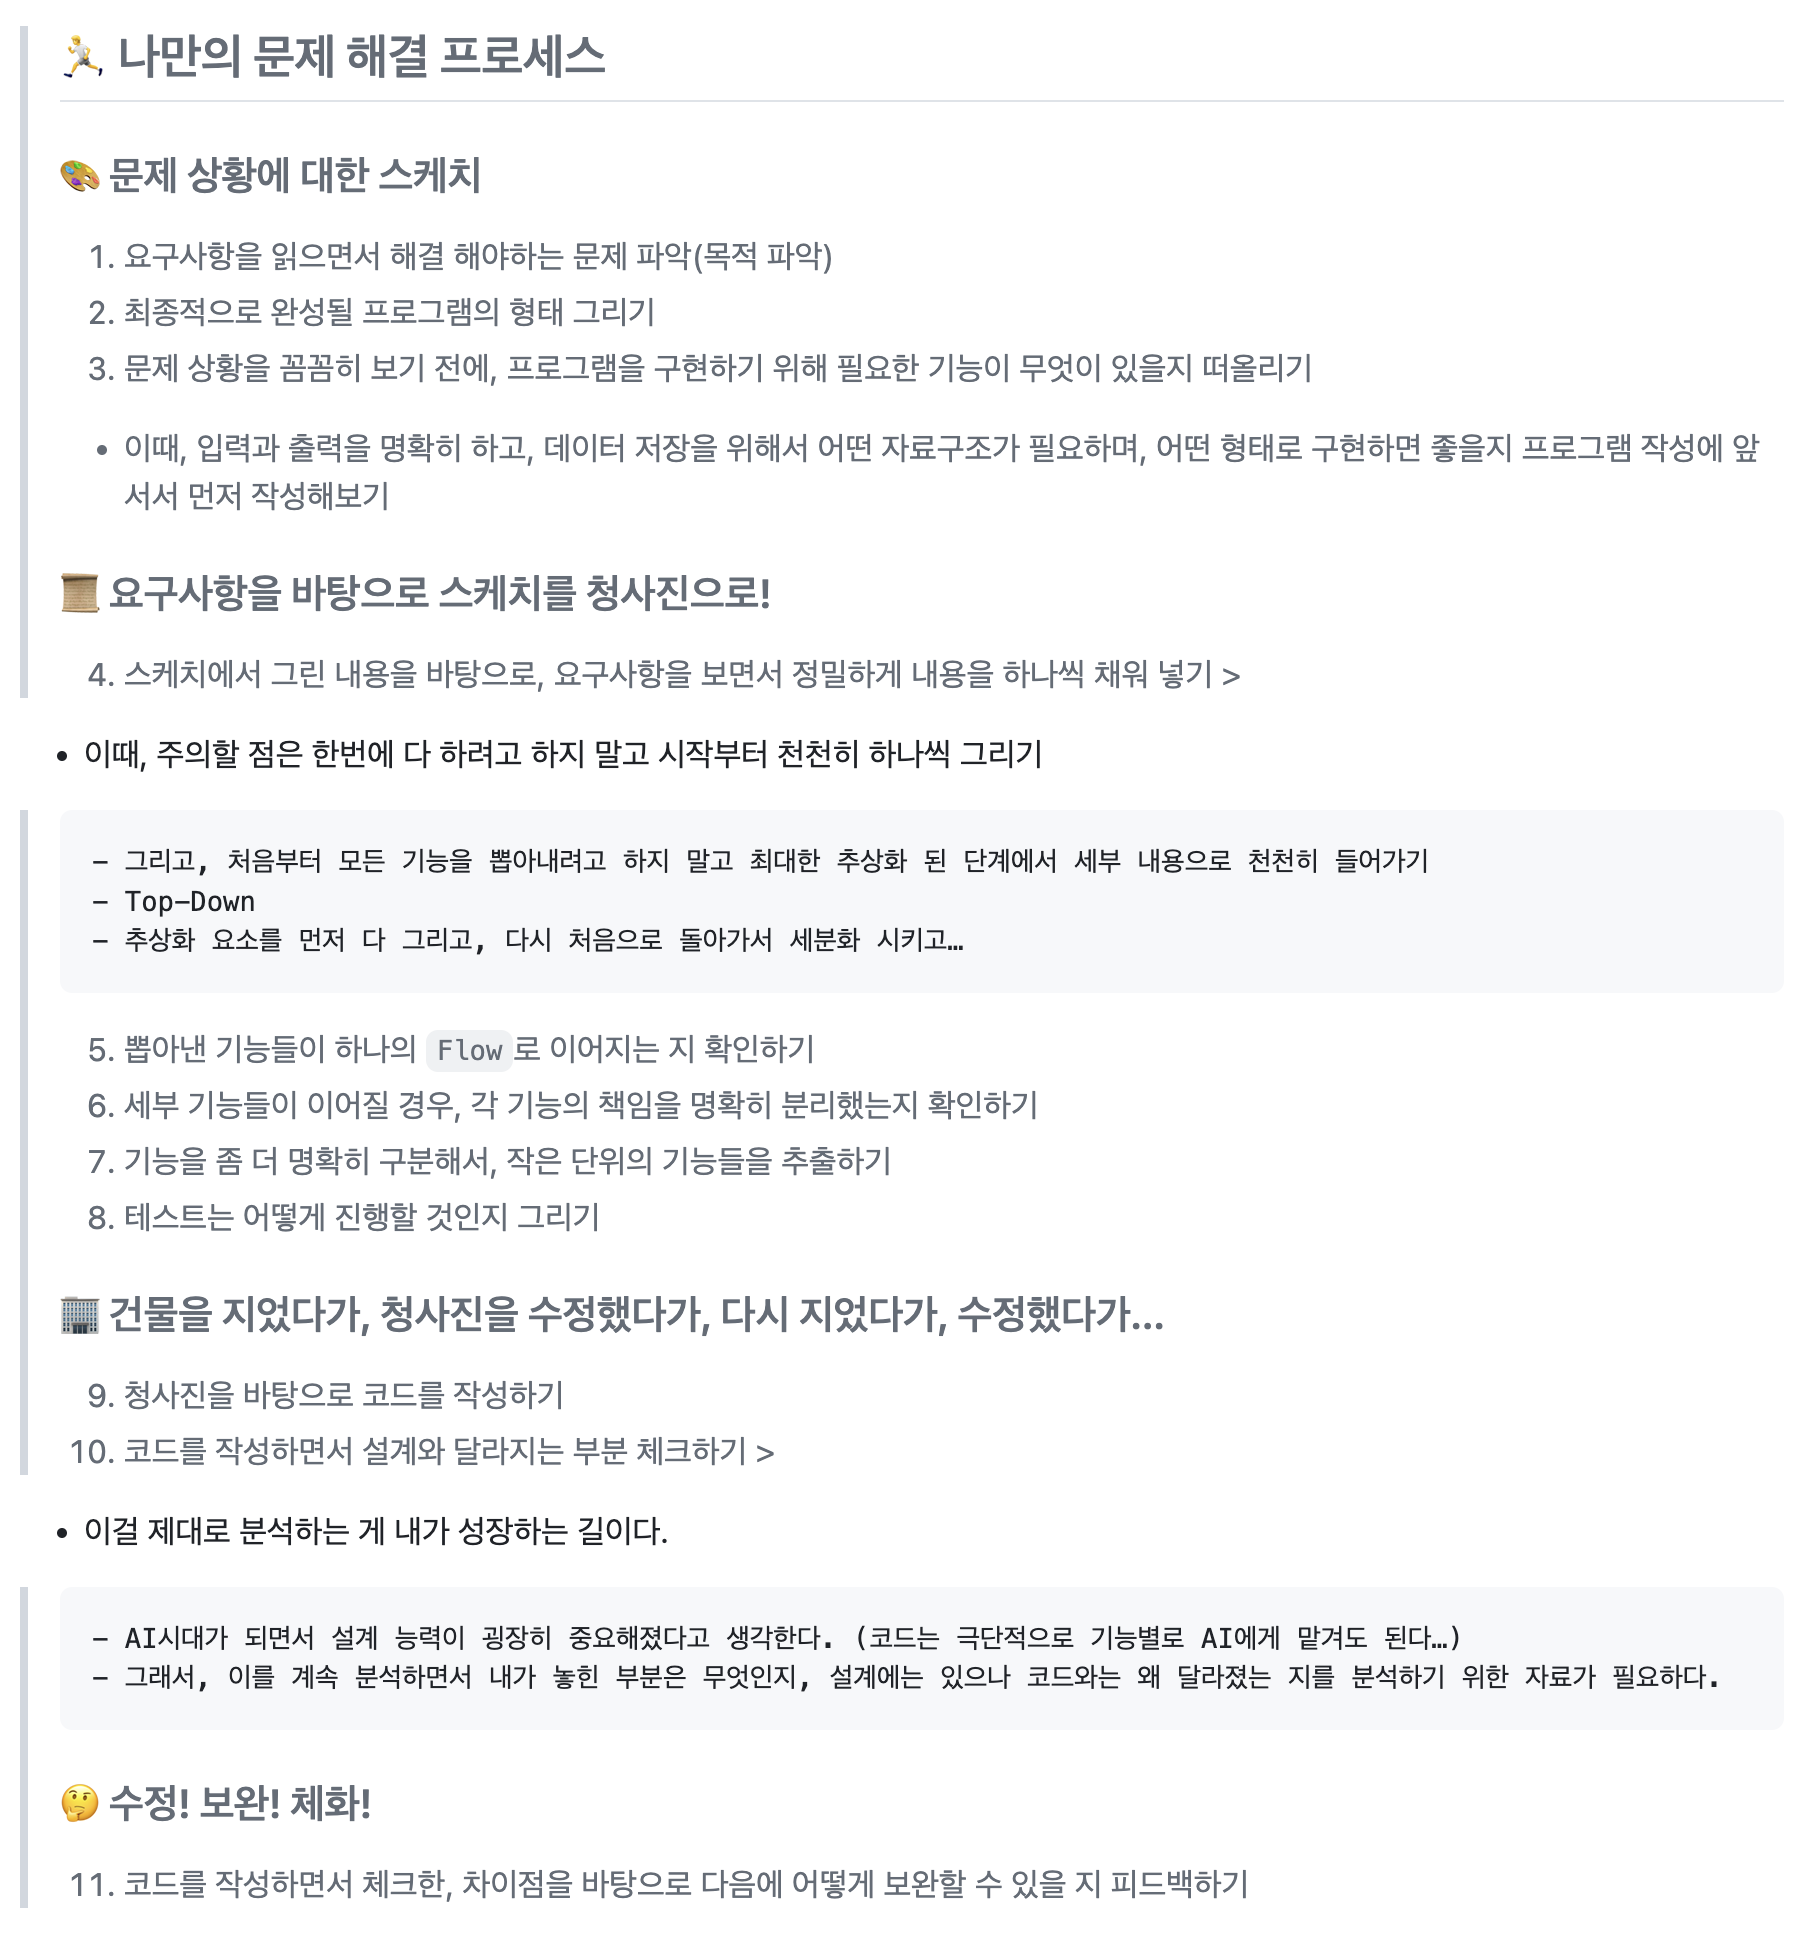 🏃 나만의 문제 해결 프로세스
🎨 문제 상황에 대한 스케치
1. 요구사항을 읽으면서 해결 해야하는 문제 파악(목적 파악)
2. 최종적으로 완성될 프로그램의 형태 그리기
3. 문제 상황을 꼼꼼히 보기 전에, 프로그램을 구현하기 위해 필요한 기능이 무엇이 있을지 떠올리기
• 이때, 입력과 출력을 명확히 하고, 데이터 저장을 위해서 어떤 자료구조가 필요하며, 어떤 형태로 구현하면 좋을지 프로그램 작성에 앞
서서 먼저 작성해보기
📜 요구사항을 바탕으로 스케치를 청사진으로!
4. 스케치에서 그린 내용을 바탕으로, 요구사항을 보면서 정밀하게 내용을 하나씩 채워 넣기 >
• 이때, 주의할 점은 한번에 다 하려고 하지 말고 시작부터 천천히 하나씩 그리기
- 그리고, 처음부터 모든 기능을 뽑아내려고 하지 말고 최대한 추상화 된 단계에서 세부 내용으로 천천히 들어가기
- Top-Down
- 추상화 요소를 먼저 다 그리고, 다시 처음으로 돌아가서 세분화 시키고…
5. 뽑아낸 기능들이 하나의 Flow로 이어지는 지 확인하기
6. 세부 기능들이 이어질 경우, 각 기능의 책임을 명확히 분리했는지 확인하기
7. 기능을 좀 더 명확히 구분해서, 작은 단위의 기능들을 추출하기
8. 테스트는 어떻게 진행할 것인지 그리기
🏢 건물을 지었다가, 청사진을 수정했다가, 다시 지었다가, 수정했다가...
9. 청사진을 바탕으로 코드를 작성하기
10. 코드를 작성하면서 설계와 달라지는 부분 체크하기 >
• 이걸 제대로 분석하는 게 내가 성장하는 길이다.
- AI시대가 되면서 설계 능력이 굉장히 중요해졌다고 생각한다. (코드는 극단적으로 기능별로 AI에게 맡겨도 된다…)
- 그래서, 이를 계속 분석하면서 내가 놓힌 부분은 무엇인지, 설계에는 있으나 코드와는 왜 달라졌는 지를 분석하기 위한 자료가 필요하다.
🤔 수정! 보완! 체화!
11. 코드를 작성하면서 체크한, 차이점을 바탕으로 다음에 어떻게 보완할 수 있을 지 피드백하기